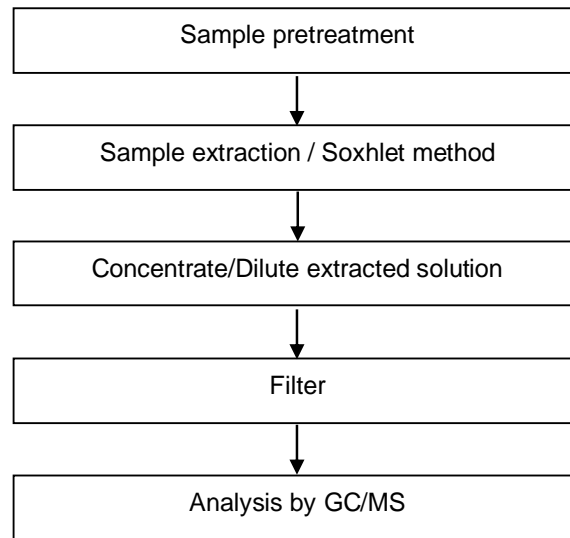 Sample pretreatment
Sample extraction / Soxhlet method
Concentrate/Dilute extracted solution
Filter
Analysis by GC/MS